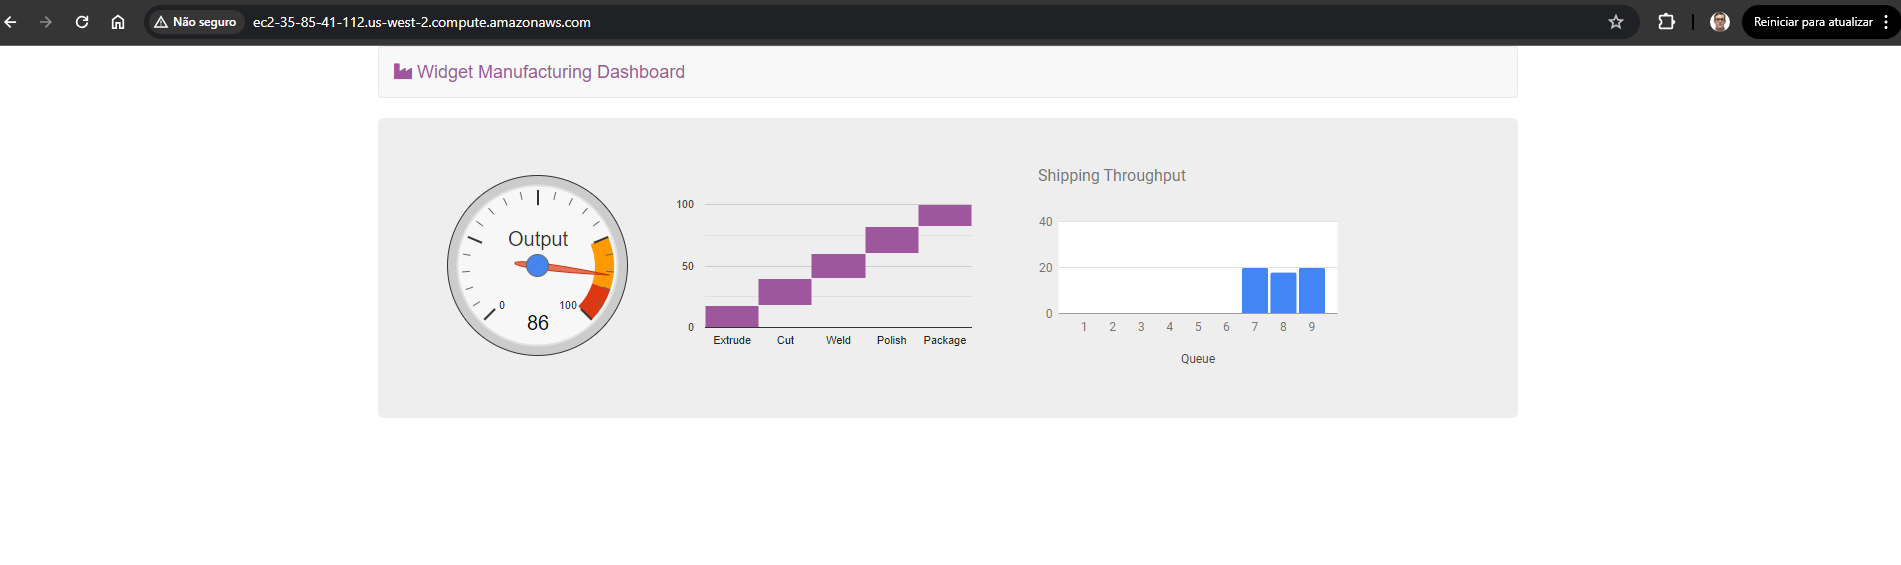 Não seguro
ec2-35-85-41-112.us-west-2.compute.amazonaws.com
Reiniciar para atualizar
Widget Manufacturing Dashboard
Output
0
100
86
100
50
0
Extrude Cut Weld Polish Package
Shipping Throughput
40
20
0
1 2 3 4 5 6 7 8 9
Queue